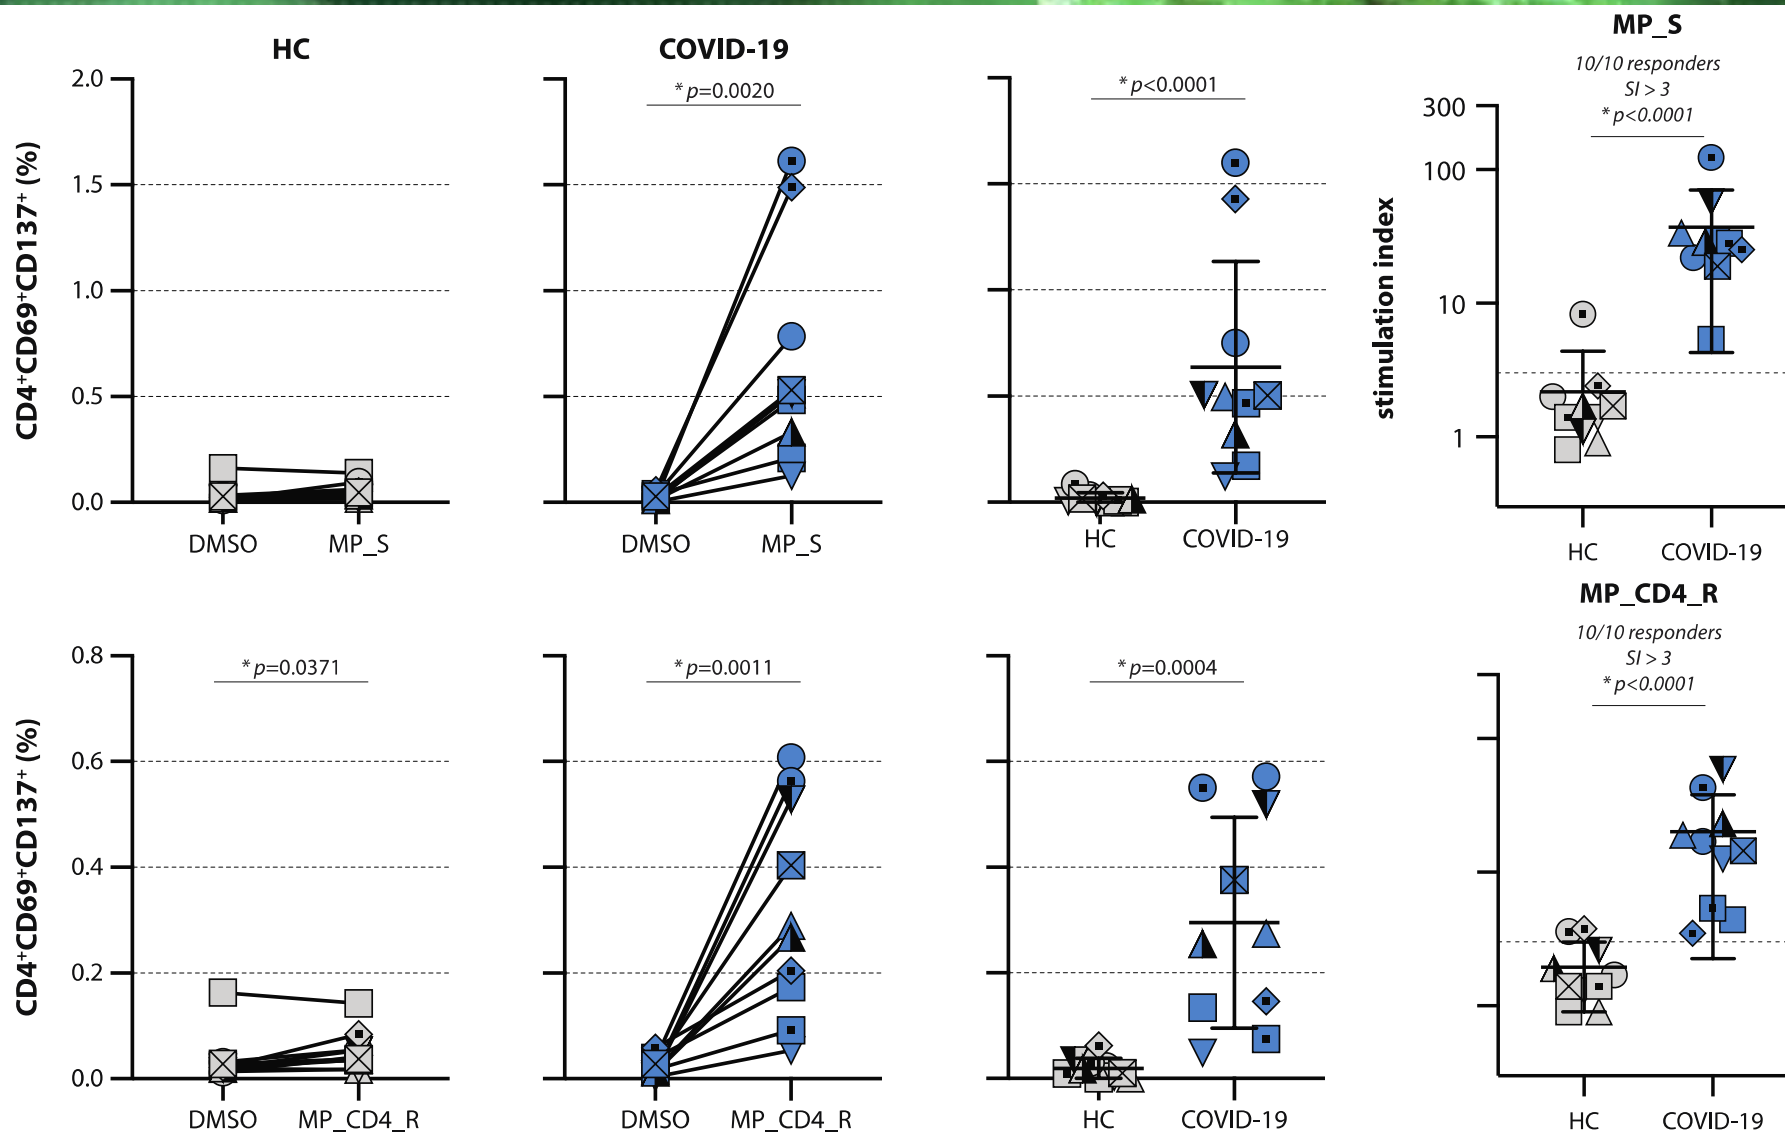 HC
COVID-19
MP_S
10/10 responders
SI > 3
* p<0.0001
* p=0.0020
* p<0.0001
CD4+CD69+CD137+ (%)
2.0
1.5
1.0
0.5
0.0
stimulation index
300
100
10
1
DMSO
MP_S
DMSO
MP_S
HC
COVID-19
HC
COVID-19
MP_CD4_R
10/10 responders
SI > 3
* p<0.0001
* p=0.0371
* p=0.0011
* p=0.0004
CD4+CD69+CD137+ (%)
0.8
0.6
0.4
0.2
0.0
DMSO
MP_CD4_R
DMSO
MP_CD4_R
HC
COVID-19
HC
COVID-19